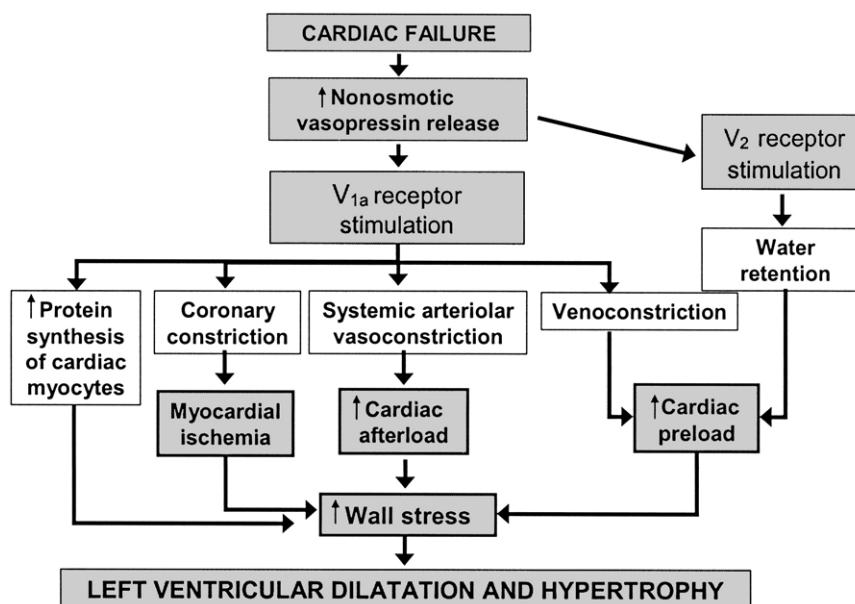 CARDIAC FAILURE
↑Nonosmotic
vasopressin release
V2 receptor
stimulation
V1a receptor
stimulation
Water
retention
↑Protein
synthesis
of cardiac
myocytes
Coronary
constriction
Systemic arteriolar
vasoconstriction
Venoconstriction
Myocardial
ischemia
↑Cardiac
afterload
↑Cardiac
preload
↑Wall stress
LEFT VENTRICULAR DILATATION AND HYPERTROPHY